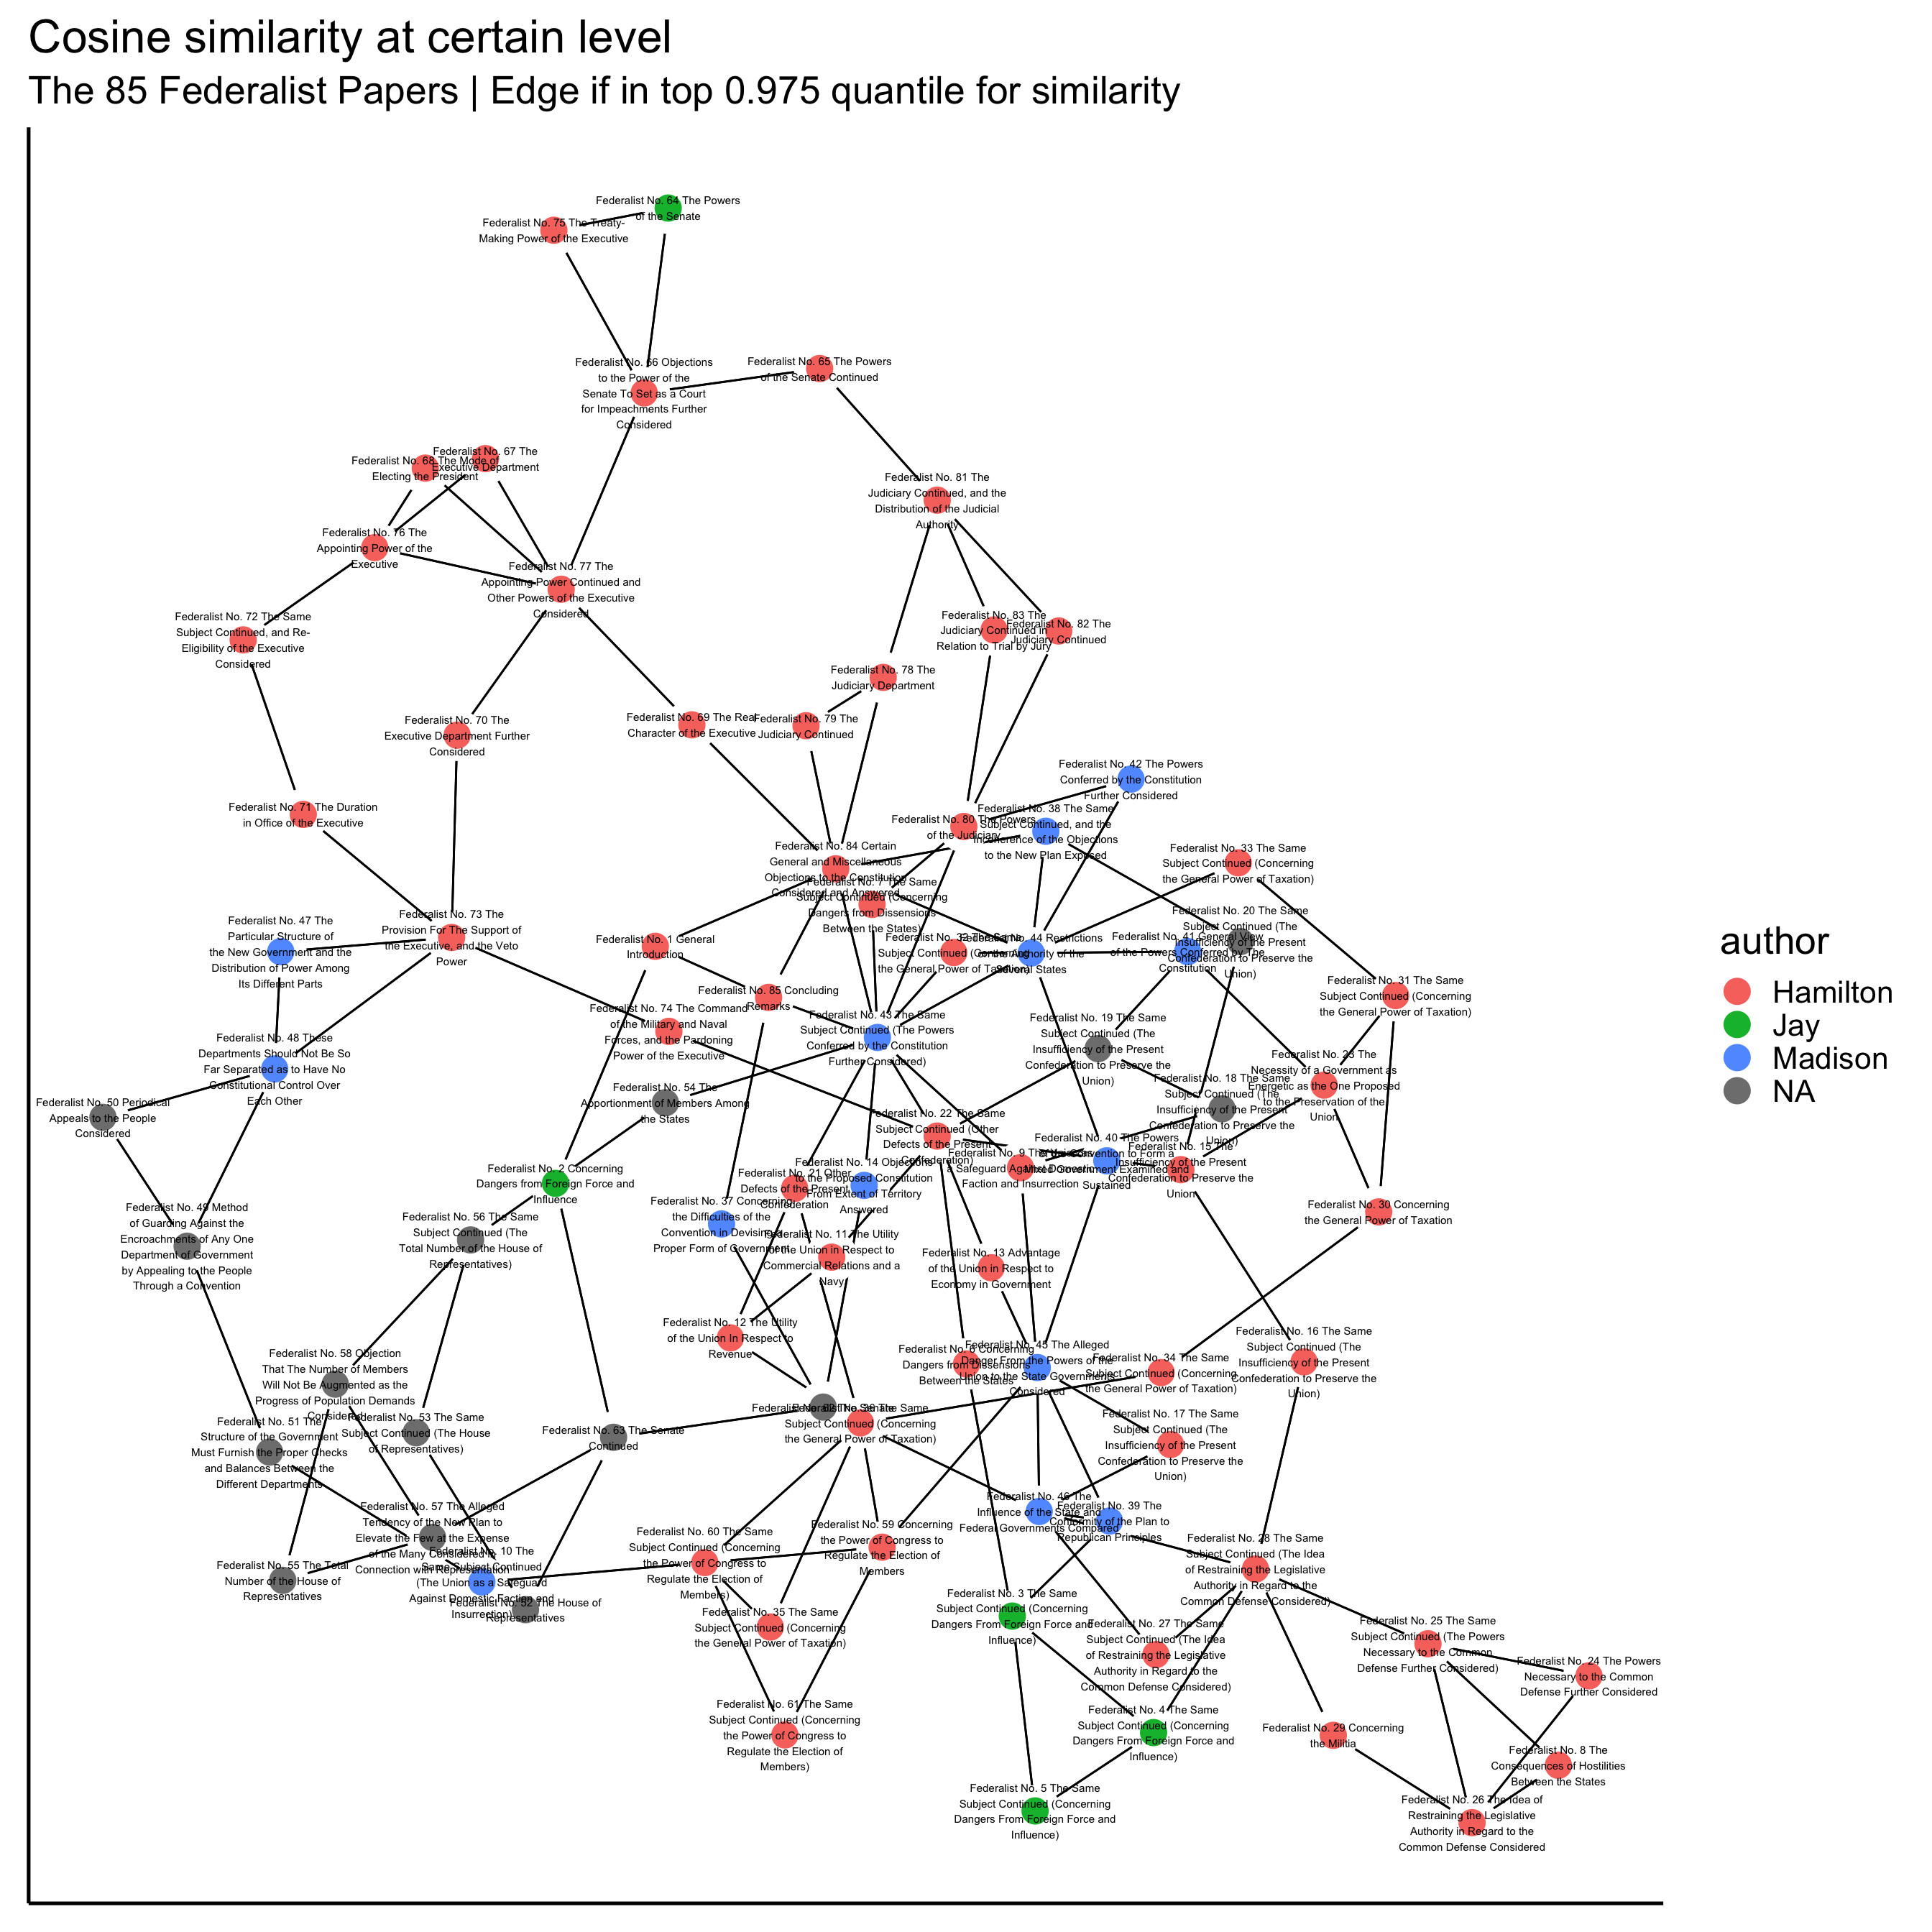 Cosine similarity at certain level
The 85 Federalist Papers | Edge if in top 0.975 quantile for similarity
Federalist No. 64 The Powers
of the Senate
Federalist No. 75 The Treaty-
Making Power of the Executive
Federalist No. 66 Objections
to the Power of the
Senate To Set as a Court
for Impeachments Further
Considered
Federalist No. 65 The Powers
of the Senate Continued
Federalist No. 67 The
Executive Department
Federalist No. 68 The Mode of
Electing the President
Federalist No. 81 The
Judiciary Continued, and the
Distribution of the Judicial
Authority
Federalist No. 76 The
Appointing Power of the
Executive
Federalist No. 77 The
Appointing Power Continued and
Other Powers of the Executive
Considered
Federalist No. 72 The Same
Subject Continued, and Re-
Eligibility of the Executive
Considered
Federalist No. 83 The
Judiciary Continued in
Relation to Trial by Jury
Federalist No. 82 The
Judiciary Continued
Federalist No. 78 The
Judiciary Department
Federalist No. 70 The
Executive Department Further
Considered
Federalist No. 69 The Real
Character of the Executive
Federalist No. 79 The
Judiciary Continued
Federalist No. 42 The Powers
Conferred by the Constitution
Further Considered
Federalist No. 71 The Duration
in Office of the Executive
Federalist No. 80 The Powers
of the Judiciary
Federalist No. 38 The Same
Subject Continued, and the
Incoherence of the Objections
to the New Plan Exposed
Federalist No. 84 Certain
General and Miscellaneous
Objections to the Constitution
Considered and Answered
Federalist No. 33 The Same
Subject Continued (Concerning
the General Power of Taxation)
Federalist No. 7 The Same
Subject Continued (Concerning
Dangers from Dissensions
Between the States)
Federalist No. 47 The
Particular Structure of
the New Government and the
Distribution of Power Among
Its Different Parts
Federalist No. 73 The
Provision For The Support of
the Executive, and the Veto
Power
Federalist No. 1 General
Introduction
Federalist No. 32 The Same
Subject Continued (Concerning
the General Power of Taxation)
Federalist No. 44 Restrictions
on the Authority of the
Several States
Federalist No. 41 General View
of the Powers Conferred by The
Constitution
Federalist No. 20 The Same
Subject Continued (The
Insufficiency of the Present
Confederation to Preserve the
Union)
Federalist No. 31 The Same
Subject Continued (Concerning
the General Power of Taxation)
Federalist No. 85 Concluding
Remarks
Federalist No. 74 The Command
of the Military and Naval
Forces, and the Pardoning
Power of the Executive
Federalist No. 43 The Same
Subject Continued (The Powers
Conferred by the Constitution
Further Considered)
Federalist No. 19 The Same
Subject Continued (The
Insufficiency of the Present
Confederation to Preserve the
Union)
Federalist No. 48 These
Departments Should Not Be So
Far Separated as to Have No
Constitutional Control Over
Each Other
Federalist No. 23 The
Necessity of a Government as
Energetic as the One Proposed
to the Preservation of the
Union
Federalist No. 18 The Same
Subject Continued (The
Insufficiency of the Present
Confederation to Preserve the
Union)
Federalist No. 50 Periodical
Appeals to the People
Considered
Federalist No. 54 The
Apportionment of Members Among
the States
Federalist No. 22 The Same
Subject Continued (Other
Defects of the Present
Confederation)
Federalist No. 9 The
a Safeguard Against Domestic
Faction and Insurrection
Federalist No. 40 The Powers
of the Convention to Form a
Mixed Government Examined and
Sustained
Federalist No. 15 The
Insufficiency of the Present
Confederation to Preserve the
Union
Federalist No. 2 Concerning
Dangers from Foreign Force and
Influence
Federalist No. 21 Other
Defects of the Present
Confederation
Federalist No. 14 Objections
to the Proposed Constitution
From Extent of Territory
Answered
Federalist No. 37 Concerning
the Difficulties of the
Convention in Devising a
Proper Form of Government
Federalist No. 30 Concerning
the General Power of Taxation
Federalist No. 49 Method
of Guarding Against the
Encroachments of Any One
Department of Government
by Appealing to the People
Through a Convention
Federalist No. 56 The Same
Subject Continued (The
Total Number of the House of
Representatives)
Federalist No. 11 The Utility
of the Union in Respect to
Commercial Relations and a
Navy
Federalist No. 13 Advantage
of the Union in Respect to
Economy in Government
Federalist No. 12 The Utility
of the Union In Respect to
Revenue
Federalist No. 6 Concerning
Dangers from Dissensions
Between the States
Federalist No. 45 The Alleged
Danger From the Powers of the
Union to the State Governments
Considered
Federalist No. 34 The Same
Subject Continued (Concerning
the General Power of Taxation)
Federalist No. 16 The Same
Subject Continued (The
Insufficiency of the Present
Confederation to Preserve the
Union)
Federalist No. 58 Objection
That The Number of Members
Will Not Be Augmented as the
Progress of Population Demands
Considered
Federalist No. 62 The Senate
Federalist No. 36 The Same
Subject Continued (Concerning
the General Power of Taxation)
Federalist No. 53 The Same
Subject Continued (The House
of Representatives)
Federalist No. 51 The
Structure of the Government
Must Furnish the Proper Checks
and Balances Between the
Different Departments
Federalist No. 63 The Senate
Continued
Federalist No. 17 The Same
Subject Continued (The
Insufficiency of the Present
Confederation to Preserve the
Union)
Federalist No. 57 The Alleged
Tendency of the New Plan to
Elevate the Few at the Expense
of the Many Considered in
Connection with Representation
Federalist No. 46 The
Influence of the State and
Federal Governments Compared
Federalist No. 39 The
Conformity of the Plan to
Republican Principles
Federalist No. 60 The Same
Subject Continued (Concerning
the Power of Congress to
Regulate the Election of
Members)
Federalist No. 59 Concerning
the Power of Congress to
Regulate the Election of
Members
Federalist No. 28 The Same
Subject Continued (The Idea
of Restraining the Legislative
Authority in Regard to the
Common Defense Considered)
Federalist No. 55 The Total
Number of the House of
Representatives
Federalist No. 10 The
Same Subject Continued
(The Union as a Safeguard
Against Domestic Faction and
Insurrection)
Federalist No. 52 The House of
Representatives
Federalist No. 35 The Same
Subject Continued (Concerning
the General Power of Taxation)
Federalist No. 3 The Same
Subject Continued (Concerning
Dangers From Foreign Force and
Influence)
Federalist No. 27 The Same
Subject Continued (The Idea
of Restraining the Legislative
Authority in Regard to the
Common Defense Considered)
Federalist No. 25 The Same
Subject Continued (The Powers
Necessary to the Common
Defense Further Considered)
Federalist No. 24 The Powers
Necessary to the Common
Defense Further Considered
Federalist No. 61 The Same
Subject Continued (Concerning
the Power of Congress to
Regulate the Election of
Members)
Federalist No. 4 The Same
Subject Continued (Concerning
Dangers From Foreign Force and
Influence)
Federalist No. 29 Concerning
the Militia
Federalist No. 8 The
Consequences of Hostilities
Between the States
Federalist No. 5 The Same
Subject Continued (Concerning
Dangers From Foreign Force and
Influence)
Federalist No. 26 The Idea of
Restraining the Legislative
Authority in Regard to the
Common Defense Considered
author
Hamilton
Jay
Madison
NA